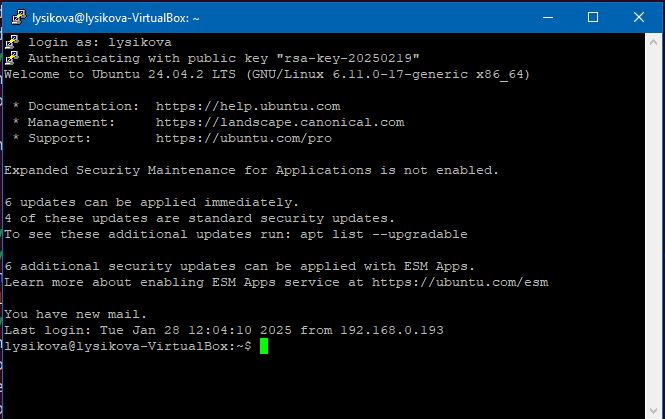 lysikova@lysikova-VirtualBox: ~
login as: lysikova
Authenticating with public key "rsa-key-20250219"
Welcome to Ubuntu 24.04.2 LTS (GNU/Linux 6.11.0-17-generic x86_64)
* Documentation:  https://help.ubuntu.com
* Management:     https://landscape.canonical.com
* Support:        https://ubuntu.com/pro
Expanded Security Maintenance for Applications is not enabled.
6 updates can be applied immediately.
4 of these updates are standard security updates.
To see these additional updates run: apt list --upgradable
6 additional security updates can be applied with ESM Apps.
Learn more about enabling ESM Apps service at https://ubuntu.com/esm
You have new mail.
Last login: Tue Jan 28 12:04:10 2025 from 192.168.0.193
lysikova@lysikova-VirtualBox:~$